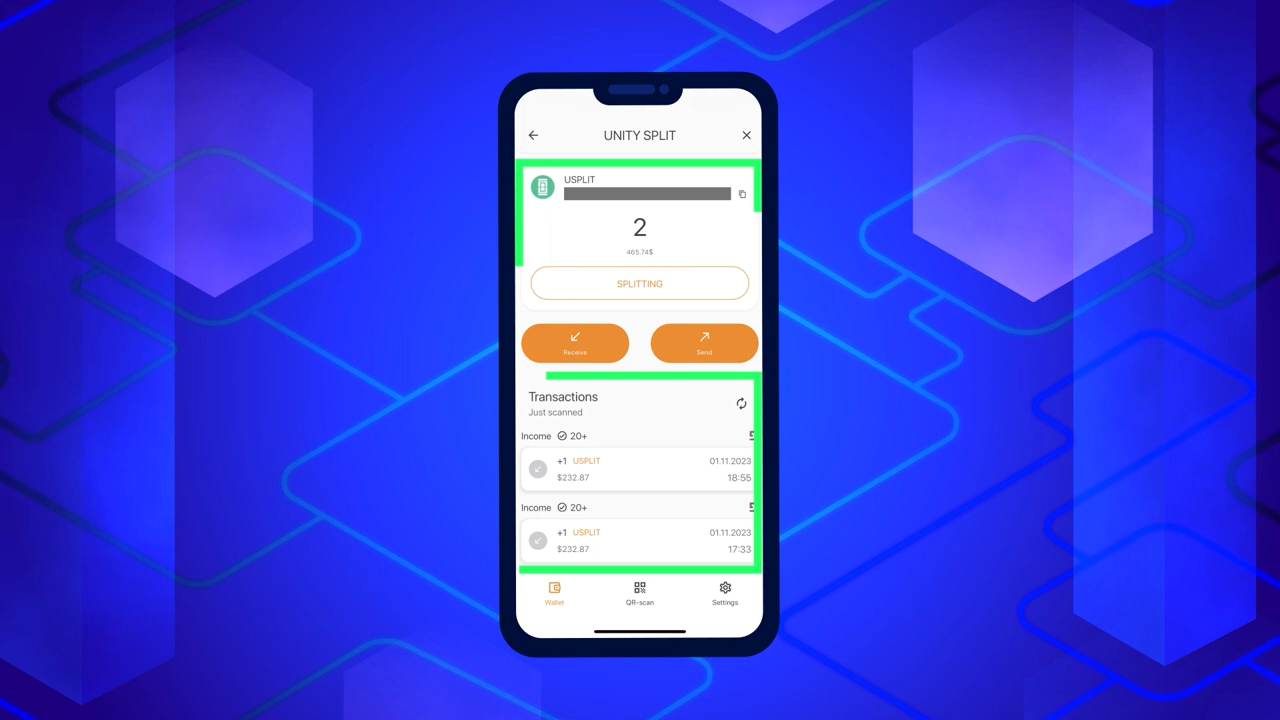 UNITY SPLIT
USPLIT
2
465.74$
SPLITTING
Receive
Send
Transactions
Just scanned
Income 20+
+1 USPLIT 01.11.2023
$232.87 18:55
Income 20+
+1 USPLIT 01.11.2023
$232.87 17:33
Wallet
QR-scan
Settings